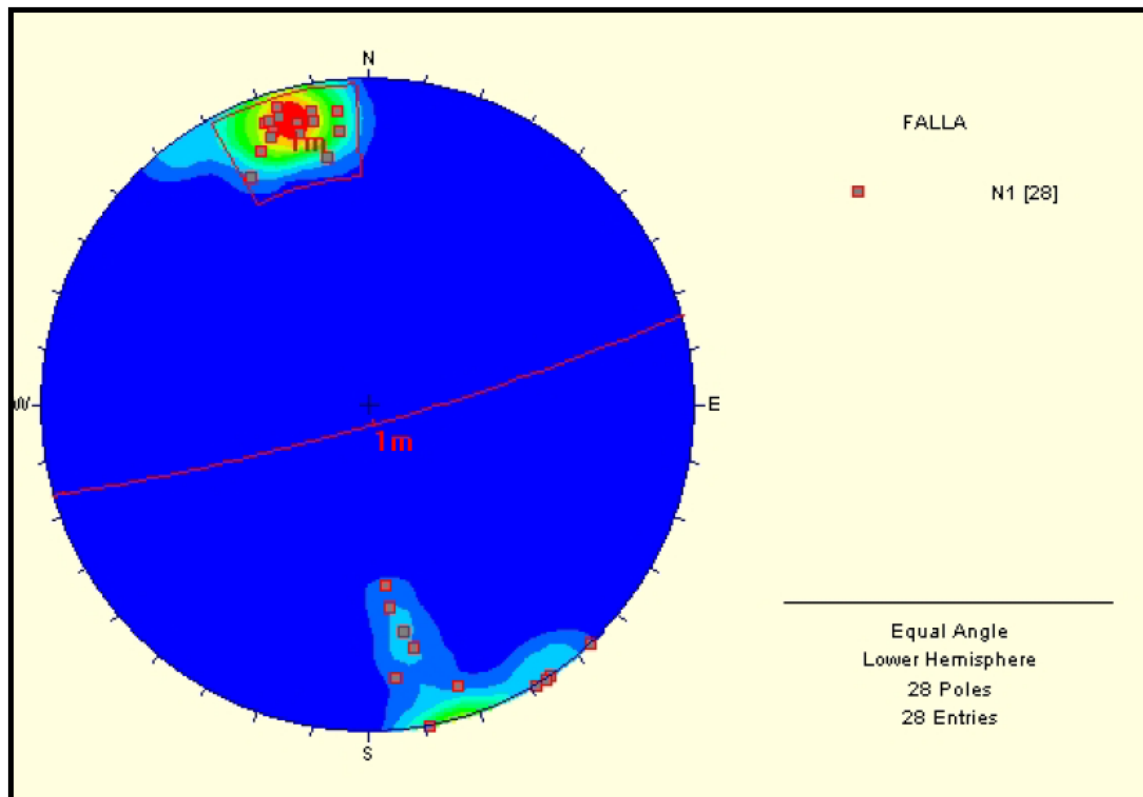 N
FALLA
N1 [28]
1m
W
E
1m
S
Equal Angle
Lower Hemisphere
28 Poles
28 Entries